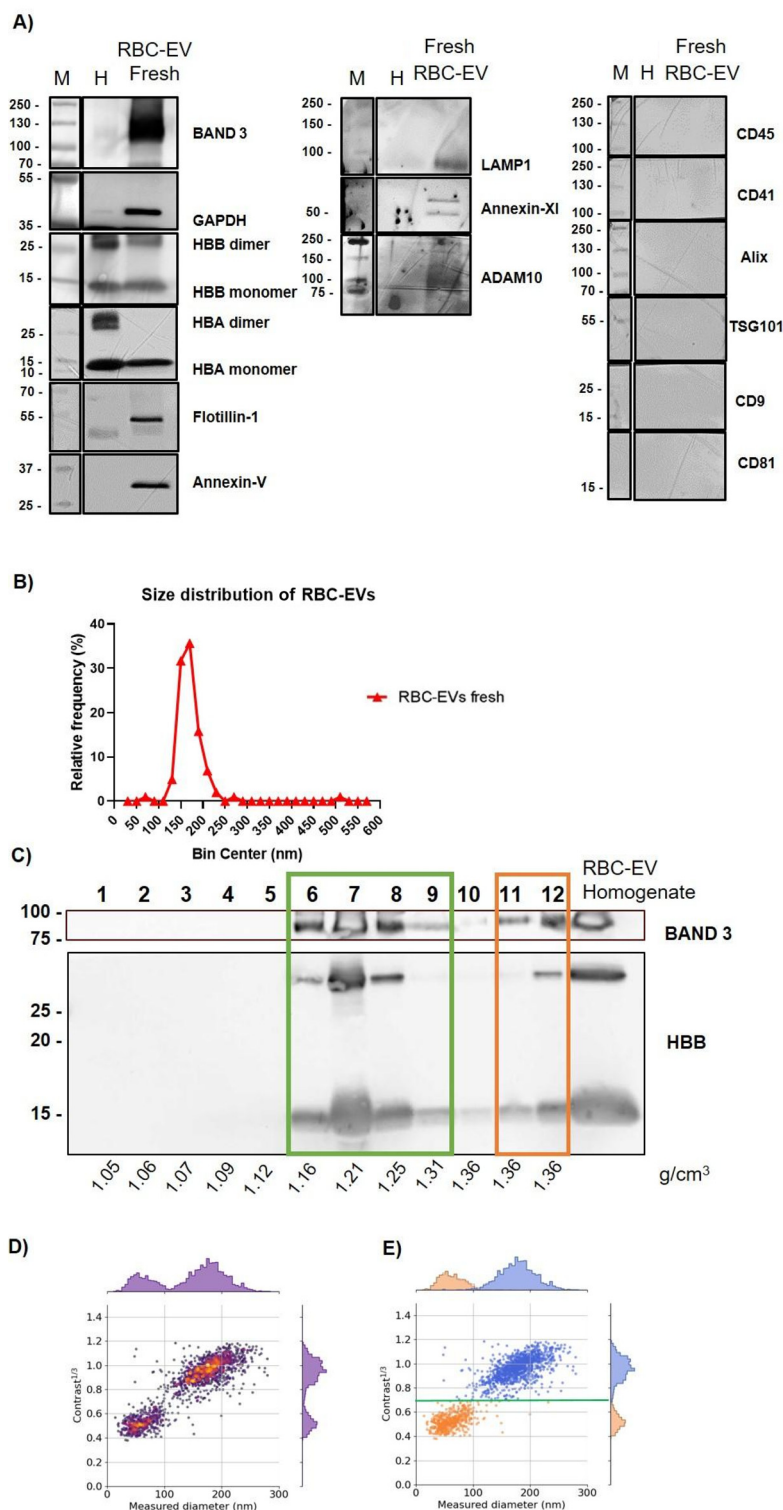 A)
RBC-EV
M H Fresh
250 -
130 -
100 -
70 -
BAND 3
55 -
35 -
GAPDH
25 -
HBB dimer
15 -
HBB monomer
HBA dimer
25 -
15 -
10 -
HBA monomer
70 -
55 -
Flotillin-1
37 -
25 -
Annexin-V
Fresh
M H RBC-EV
250 -
150 -
100 -
LAMP1
50 -
Annexin-XI
250 -
150 -
100 -
75 -
ADAM10
Fresh
M H RBC-EV
250 -
130 -
100 -
CD45
250 -
130 -
100 -
CD41
250 -
130 -
100 -
70 -
Alix
55 -
TSG101
25 -
15 -
CD9
15 -
CD81
B)
Size distribution of RBC-EVs
Relative frequency (%)
40
30
20
10
0
0 50 100 150 200 250 300 350 400 450 500 550 600
Bin Center (nm)
RBC-EVs fresh
C)
1 2 3 4 5 6 7 8 9 10 11 12 RBC-EV
Homogenate
100 -
75 -
BAND 3
25 -
20 -
15 -
HBB
1.05 1.06 1.07 1.09 1.12 1.16 1.21 1.25 1.31 1.36 1.36 1.36 g/cm³
D)
Contrast1/3
1.4
1.2
1.0
0.8
0.6
0.4
0.2
0.0
0 100 200 300
Measured diameter (nm)
E)
Contrast1/3
1.4
1.2
1.0
0.8
0.6
0.4
0.2
0.0
0 100 200 300
Measured diameter (nm)